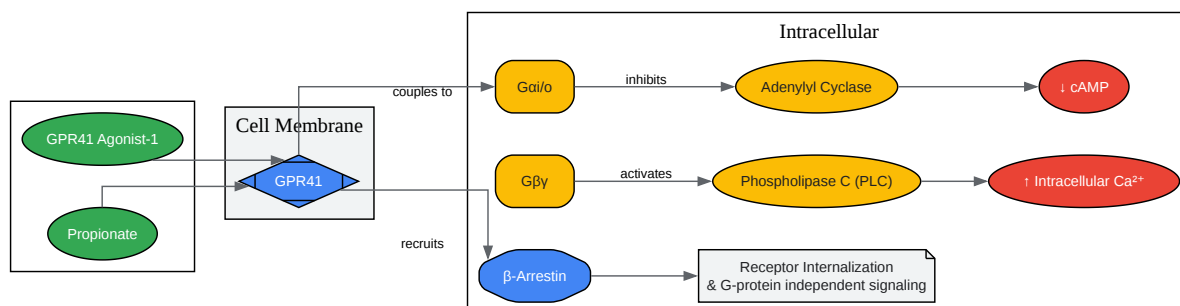 Intracellular
Cell Membrane
GPR41 Agonist-1
Propionate
GPR41
couples to
recruits
Gαi/o
inhibits
Adenylyl Cyclase
↓ cAMP
Gβγ
activates
Phospholipase C (PLC)
↑ Intracellular Ca²⁺
β-Arrestin
Receptor Internalization
& G-protein independent signaling